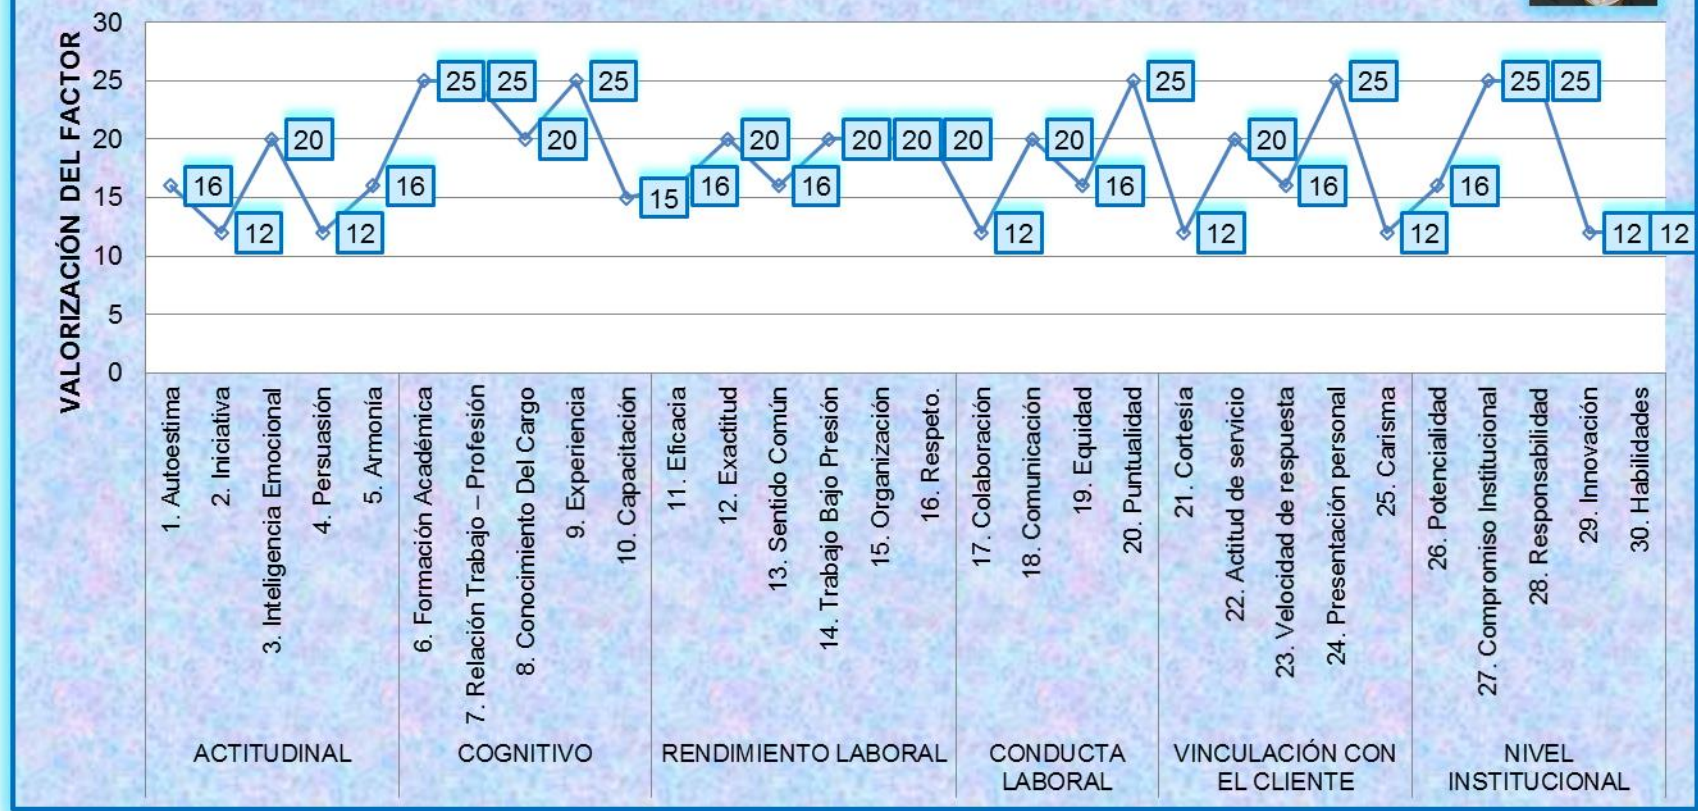 VALORIZACIÓN DEL FACTOR
30
25
20
15
10
5
0
16
12
20
12
16
25
25
20
25
15
16
20
16
20
20
20
12
20
16
25
12
20
16
25
12
16
25
25
12
12
1. Autoestima
2. Iniciativa
3. Inteligencia Emocional
4. Persuasión
5. Armonía
6. Formación Académica
7. Relación Trabajo – Profesión
8. Conocimiento Del Cargo
9. Experiencia
10. Capacitación
11. Eficacia
12. Exactitud
13. Sentido Común
14. Trabajo Bajo Presión
15. Organización
16. Respeto.
17. Colaboración
18. Comunicación
19. Equidad
20. Puntualidad
21. Cortesía
22. Actitud de servicio
23. Velocidad de respuesta
24. Presentación personal
25. Carisma
26. Potencialidad
27. Compromiso Institucional
28. Responsabilidad
29. Innovación
30. Habilidades
ACTITUDINAL
COGNITIVO
RENDIMIENTO LABORAL
CONDUCTA
LABORAL
VINCULACIÓN CON
EL CLIENTE
NIVEL
INSTITUCIONAL